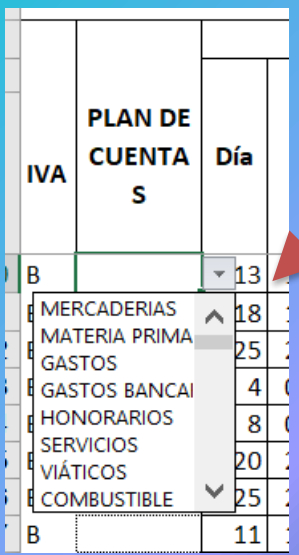 IVA
PLAN DE
CUENTA
S
Día
B
13
MERCADERIAS
18
MATERIA PRIMA
25
GASTOS
GASTOS BANCAI
4
HONORARIOS
8
SERVICIOS
20
VIÁTICOS
25
COMBUSTIBLE
B
11